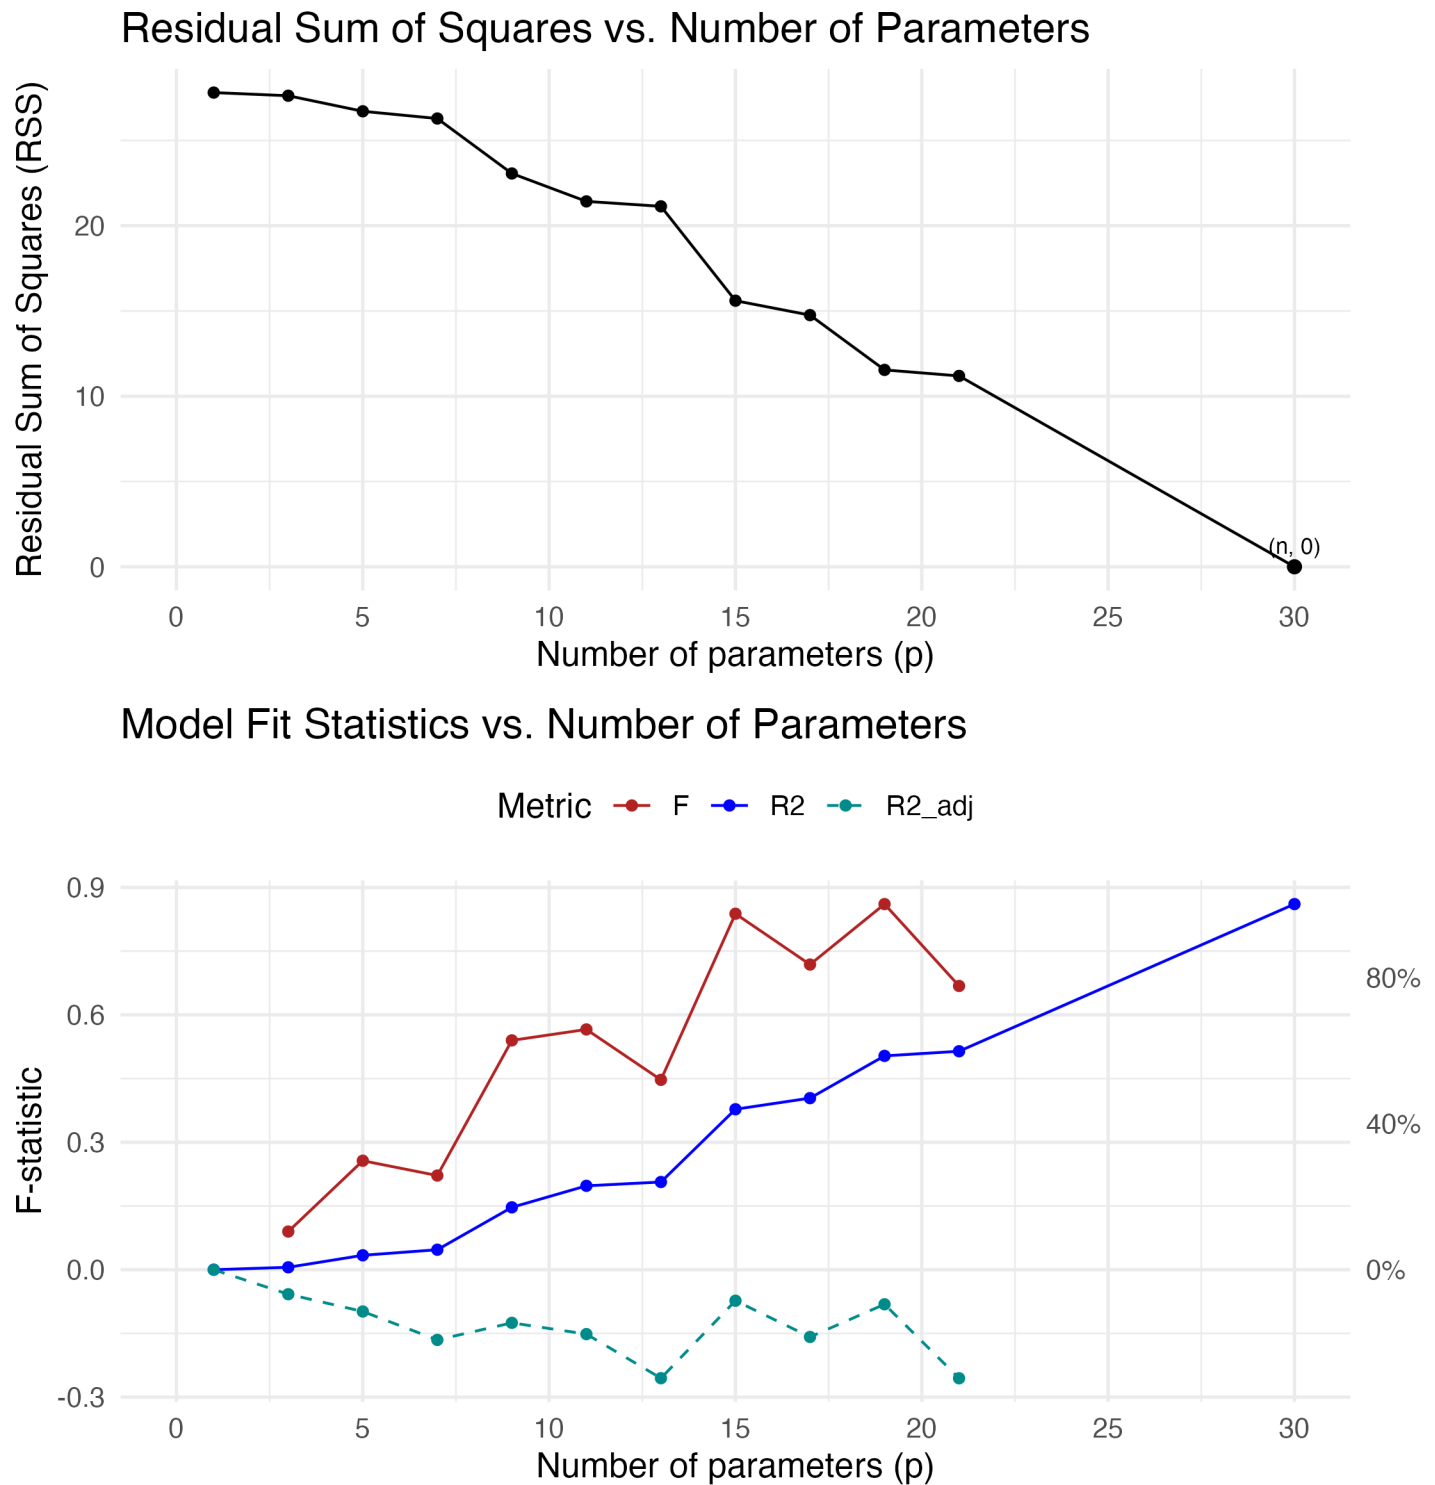 Residual Sum of Squares vs. Number of Parameters
Residual Sum of Squares (RSS)
20
10
0
(n, 0)
0 5 10 15 20 25 30
Number of parameters (p)
Model Fit Statistics vs. Number of Parameters
Metric F R2 R2_adj
F-statistic
0.9
0.6
0.3
0.0
-0.3
80%
40%
0%
0 5 10 15 20 25 30
Number of parameters (p)